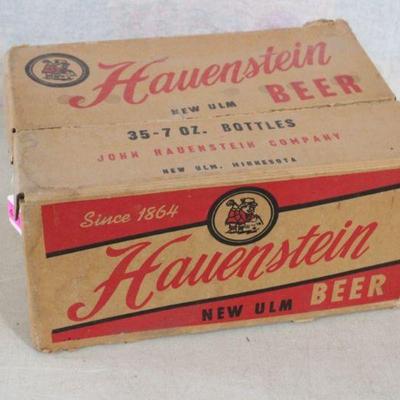 Hauenstein
NEW ULM BEER
35-7 OZ. BOTTLES
JOHN HAUENSTEIN COMPANY
NEW ULM, MINNESOTA
Since 1864
Hauenstein
NEW ULM BEER